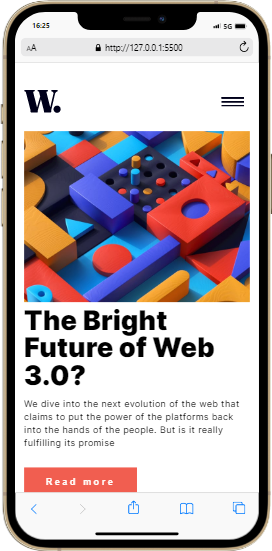 16:25
5G
AA
http://127.0.0.1:5500
W.
The Bright
Future of Web
3.0?
We dive into the next evolution of the web that
claims to put the power of the platforms back
into the hands of the people. But is it really
fulfilling its promise
Read more